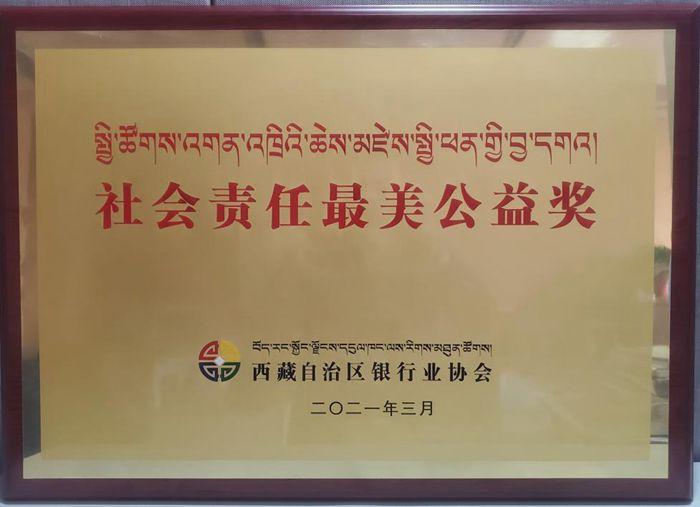 སྤྱི་ཚོགས་འགན་འཁྲིའི་ཆེས་མཛེས་སྤྱི་ཕན་གྱི་བྱ་དགའ།
社会责任最美公益奖
བོད་རང་སྐྱོང་ལྗོངས་དངུལ་ཁང་ལས་རིགས་མཐུན་ཚོགས།
西藏自治区银行业协会
二〇二一年三月